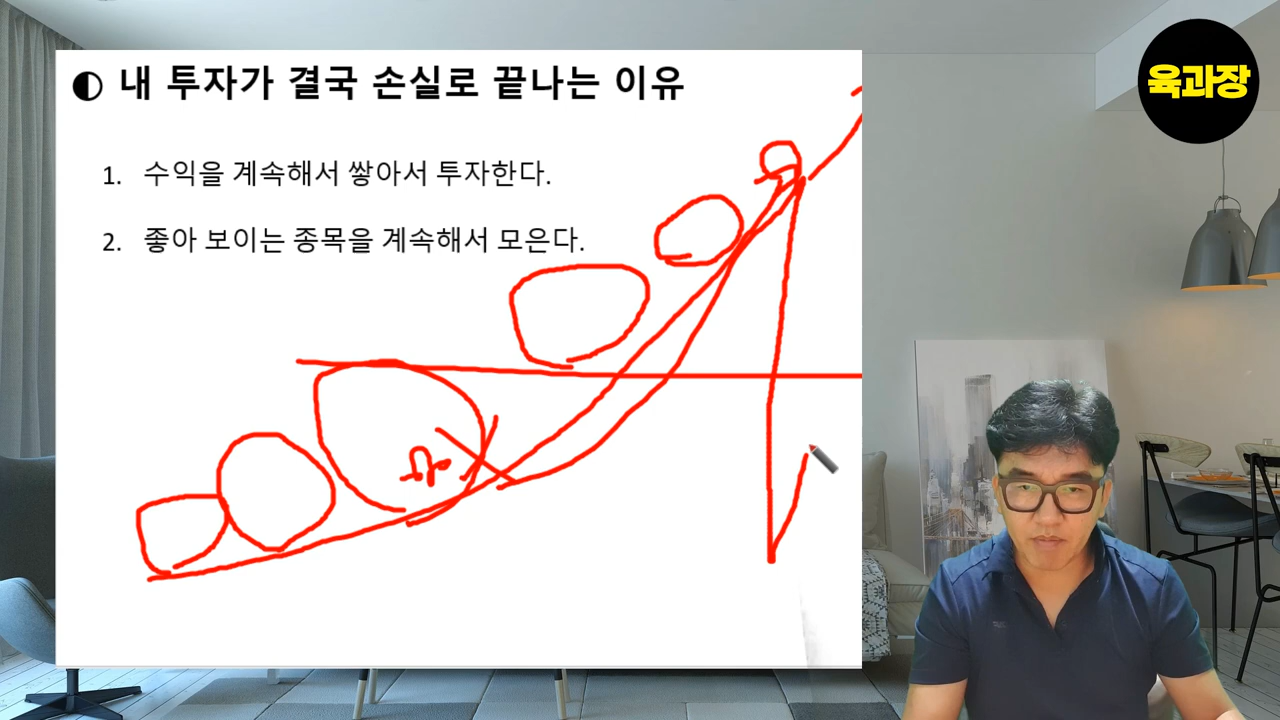 ◐ 내 투자가 결국 손실로 끝나는 이유
1. 수익을 계속해서 쌓아서 투자한다.
2. 좋아 보이는 종목을 계속해서 모은다.
육과장